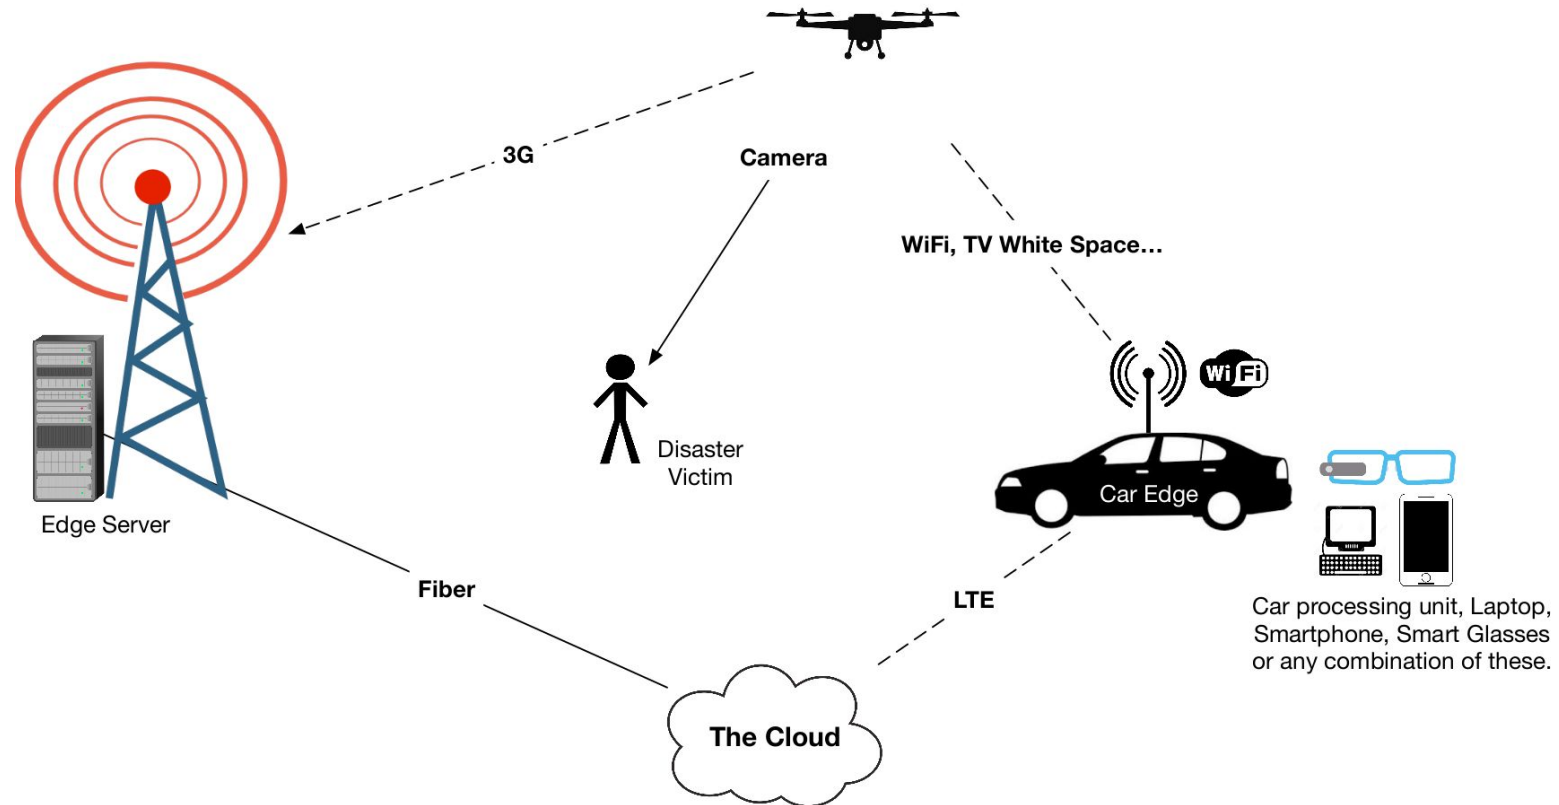 3G
Camera
WiFi, TV White Space...
WiFi
Disaster
Victim
Car Edge
Edge Server
Fiber
LTE
Car processing unit, Laptop,
Smartphone, Smart Glasses
or any combination of these.
The Cloud